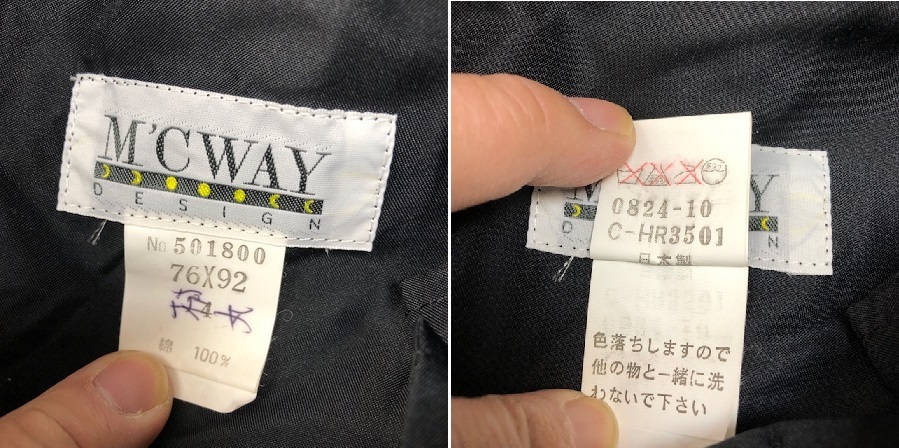 M'CWAY
DESIGN
No 501800
76X92
4
綿 100%
M Y
D N
0824-10
C-HR3501
日本製
色落ちしますので
他の物と一緒に洗
わないで下さい